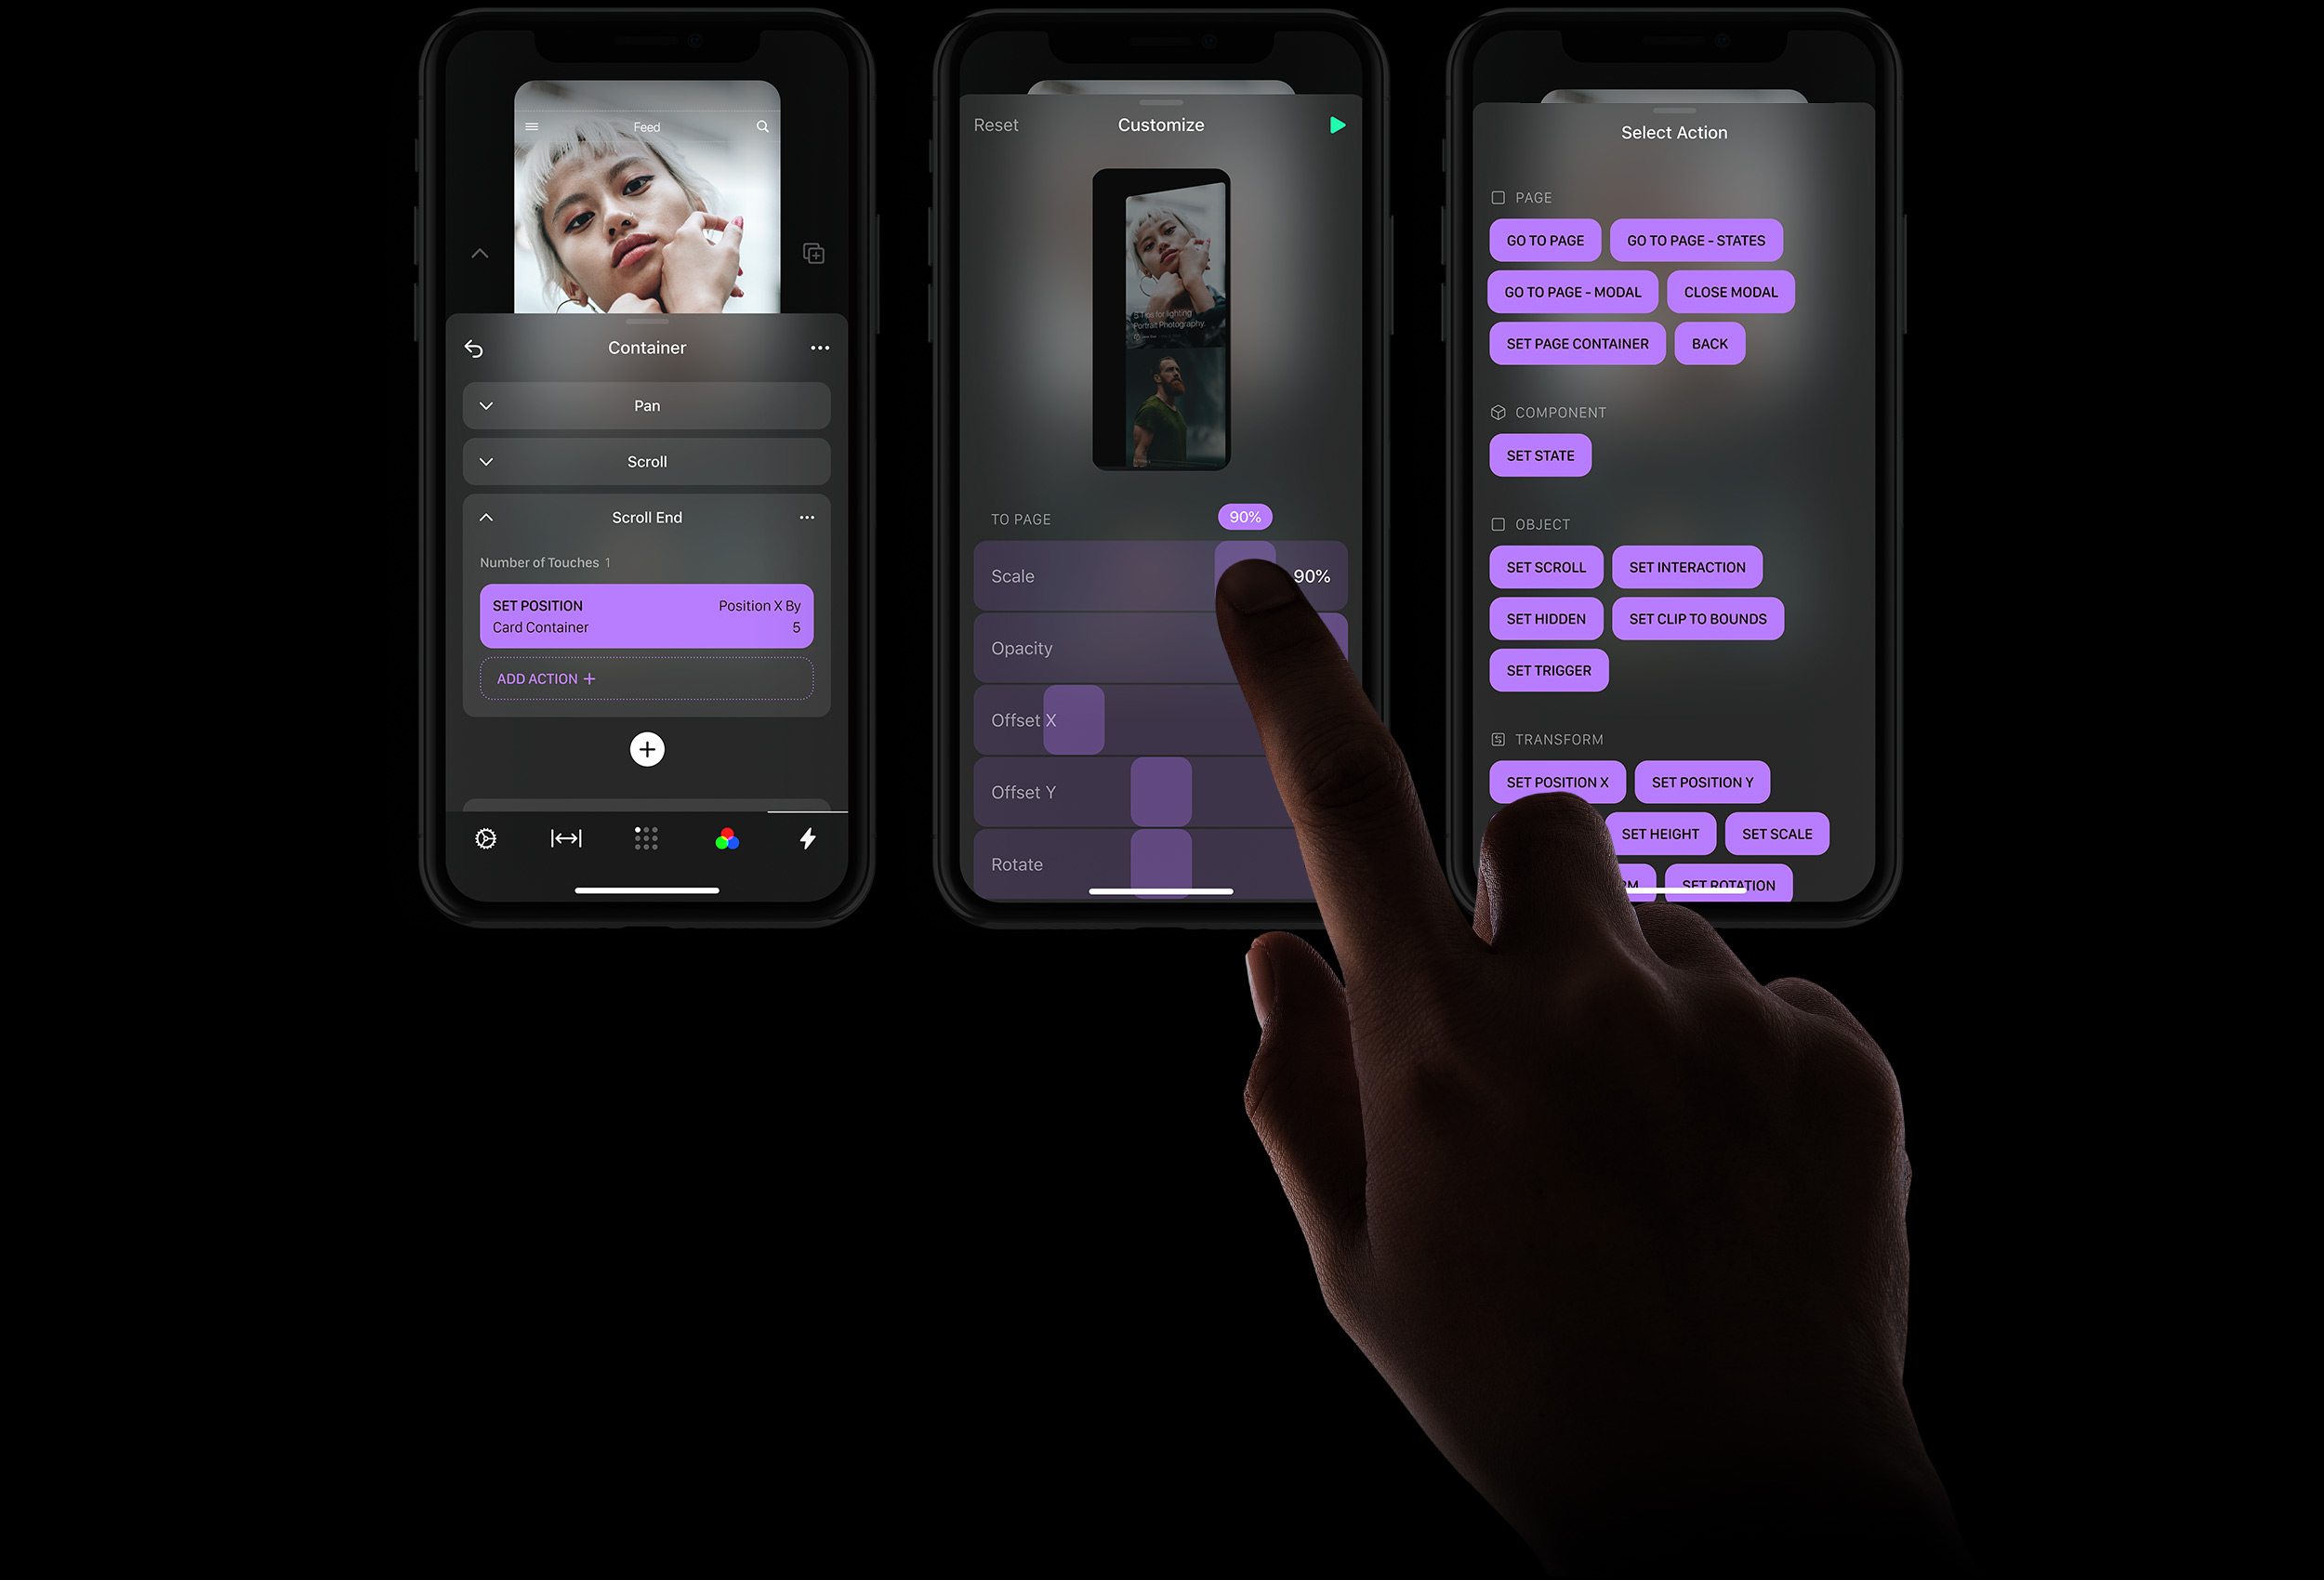 Feed
Container
Pan
Scroll
Scroll End
Number of Touches 1
SET POSITION Position X By
Card Container 5
ADD ACTION +
Reset Customize
5 Tips for lighting
Portrait Photography.
TO PAGE 90%
Scale 90%
Opacity
Offset X
Offset Y
Rotate
Select Action
PAGE
GO TO PAGE GO TO PAGE - STATES
GO TO PAGE - MODAL CLOSE MODAL
SET PAGE CONTAINER BACK
COMPONENT
SET STATE
OBJECT
SET SCROLL SET INTERACTION
SET HIDDEN SET CLIP TO BOUNDS
SET TRIGGER
TRANSFORM
SET POSITION X SET POSITION Y
SET HEIGHT SET SCALE
SET ROTATION